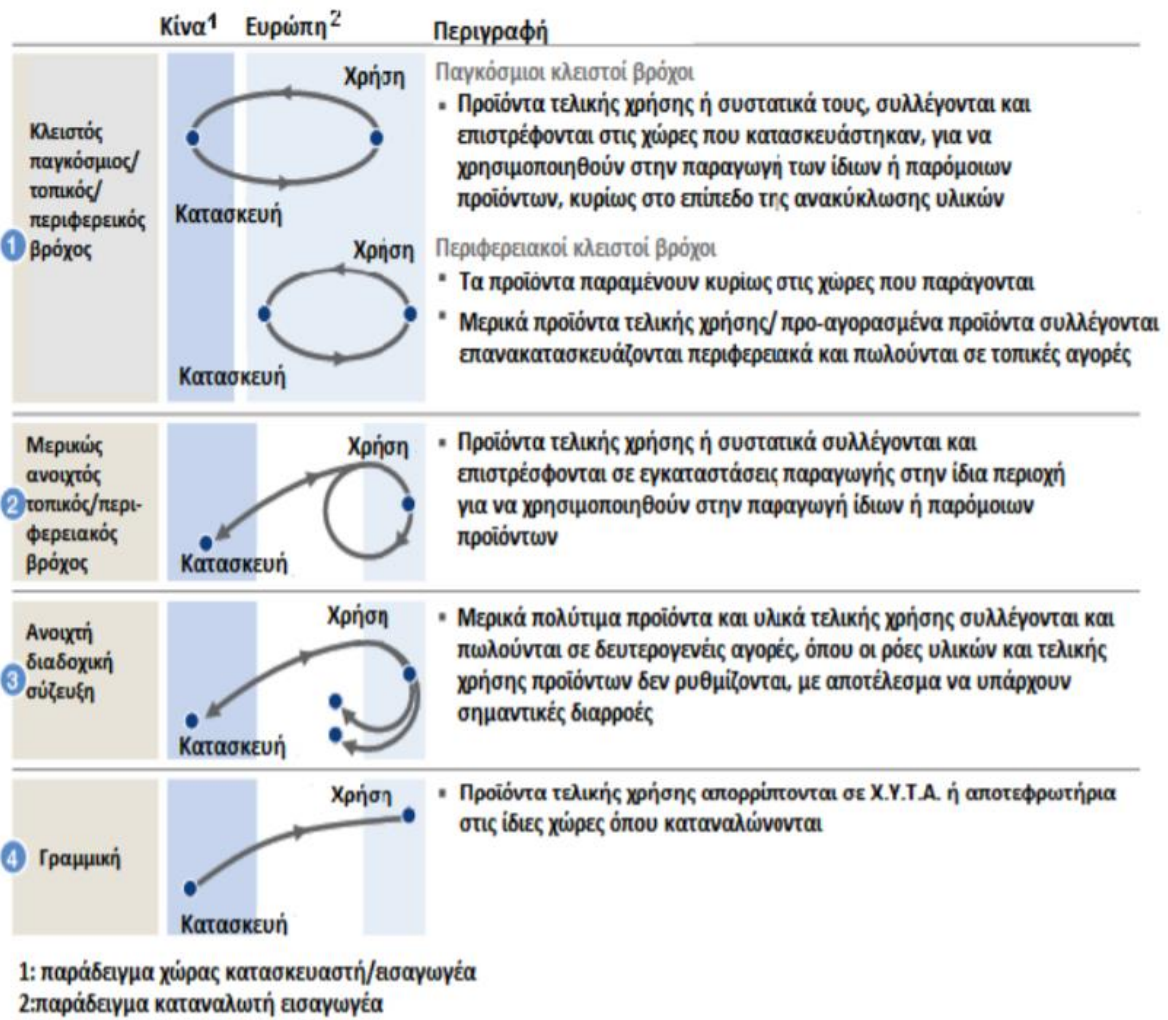 Κίνα1 Ευρώπη2 Περιγραφή
1
Κλειστός
παγκόσμιος/
τοπικός/
περιφερεικός
βρόχος
Χρήση
Κατασκευή
Χρήση
Κατασκευή
Παγκόσμιοι κλειστοί βρόχοι
▪ Προϊόντα τελικής χρήσης ή συστατικά τους, συλλέγονται και
επιστρέφονται στις χώρες που κατασκευάστηκαν, για να
χρησιμοποιηθούν στην παραγωγή των ίδιων ή παρόμοιων
προϊόντων, κυρίως στο επίπεδο της ανακύκλωσης υλικών
Περιφερειακοί κλειστοί βρόχοι
▪ Τα προϊόντα παραμένουν κυρίως στις χώρες που παράγονται
▪ Μερικά προϊόντα τελικής χρήσης/ προ-αγορασμένα προϊόντα συλλέγονται
επανακατασκευάζονται περιφερειακά και πωλούνται σε τοπικές αγορές
2
Μερικώς
ανοιχτός
τοπικός/περι-
φερειακός
βρόχος
Χρήση
Κατασκευή
▪ Προϊόντα τελικής χρήσης ή συστατικά συλλέγονται και
επιστρέσφονται σε εγκαταστάσεις παραγωγής στην ίδια περιοχή
για να χρησιμοποιηθούν στην παραγωγή ίδιων ή παρόμοιων
προϊόντων
3
Ανοιχτή
διαδοχική
σύζευξη
Χρήση
Κατασκευή
▪ Μερικά πολύτιμα προϊόντα και υλικά τελικής χρήσης συλλέγονται και
πωλούνται σε δευτερογενείς αγορές, όπου οι ρόες υλικών και τελικής
χρήσης προϊόντων δεν ρυθμίζονται, με αποτέλεσμα να υπάρχουν
σημαντικές διαρροές
4
Γραμμική
Χρήση
Κατασκευή
▪ Προϊόντα τελικής χρήσης απορρίπτονται σε Χ.Υ.Τ.Α. ή αποτεφρωτήρια
στις ίδιες χώρες όπου καταναλώνονται
1: παράδειγμα χώρας κατασκευαστή/εισαγωγέα
2:παράδειγμα καταναλωτή εισαγωγέα